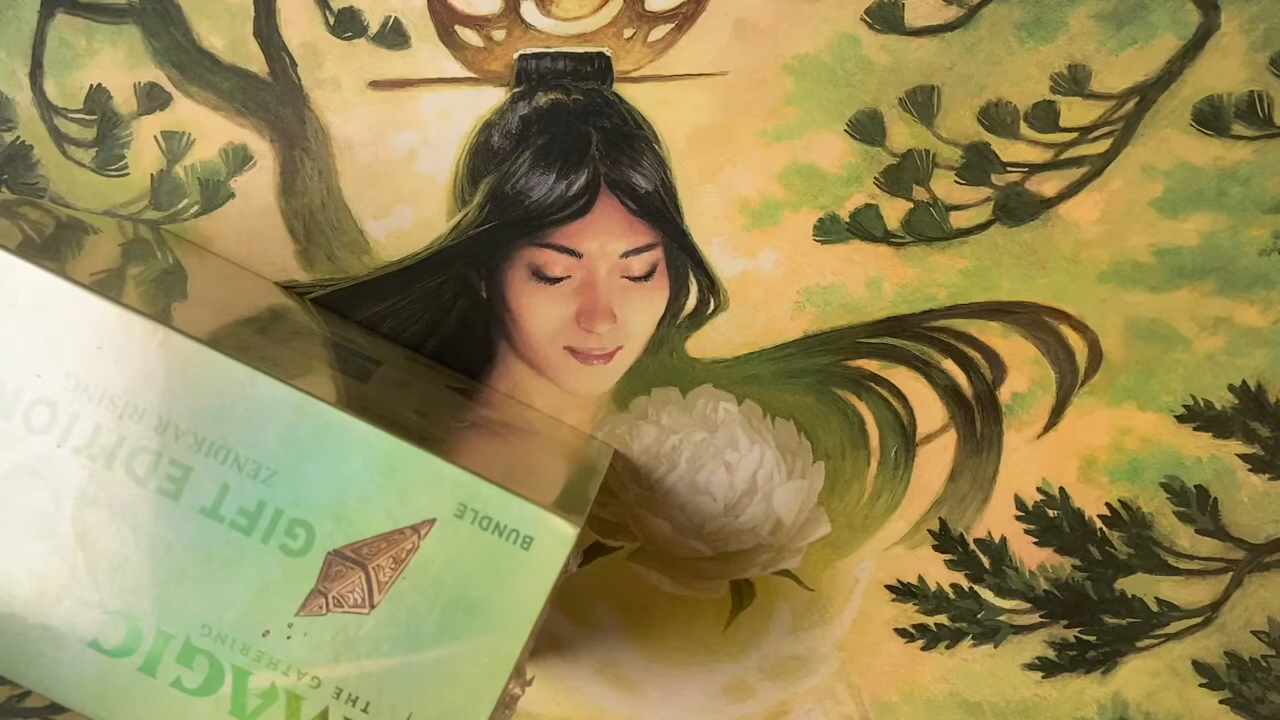 MAGIC
THE GATHERING
BUNDLE
GIFT EDITION
ZENDIKAR RISING